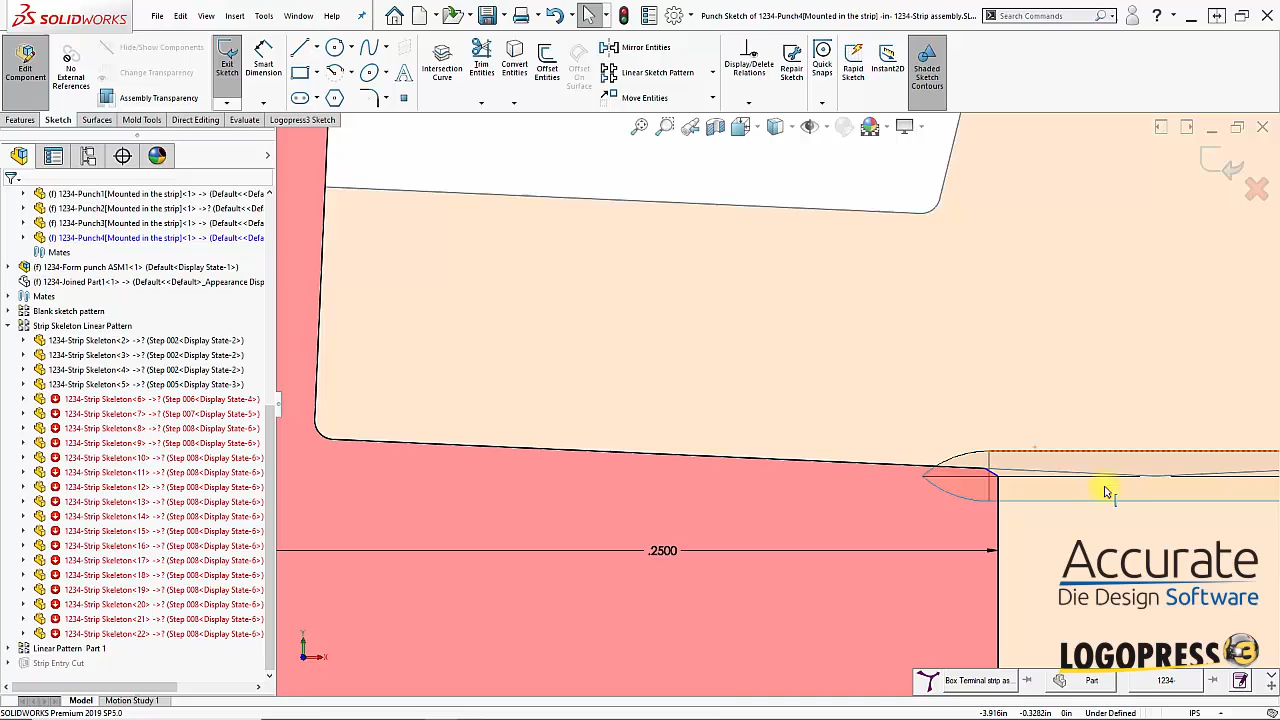 SOLIDWORKS
File Edit View Insert Tools Window Help
Punch Sketch of 1234-Punch4[Mounted in the strip] -in- 1234-Strip assembly.SL...
Search Commands
Edit Component
No External References
Hide/Show Components
Change Transparency
Assembly Transparency
Exit Sketch
Smart Dimension
Intersection Curve
Trim Entities
Convert Entities
Offset Entities
Offset On Surface
Mirror Entities
Linear Sketch Pattern
Move Entities
Display/Delete Relations
Repair Sketch
Quick Snaps
Rapid Sketch
Instant2D
Shaded Sketch Contours
Features Sketch Surfaces Mold Tools Direct Editing Evaluate Logopress3 Sketch
(f) 1234-Punch1[Mounted in the strip]<1> -> (Default<<Defa
(f) 1234-Punch2[Mounted in the strip]<1> ->? (Default<<Defa
(f) 1234-Punch3[Mounted in the strip]<1> -> (Default<<Defa
(f) 1234-Punch4[Mounted in the strip]<1> -> (Default<<Defa
Mates
(f) 1234-Form punch ASM1<1> (Default<Display State-1>)
(f) 1234-Joined Part1<1> -> (Default<<Default>_Appearance Disp
Mates
Blank sketch pattern
Strip Skeleton Linear Pattern
1234-Strip Skeleton<2> ->? (Step 002<Display State-2>)
1234-Strip Skeleton<3> ->? (Step 002<Display State-2>)
1234-Strip Skeleton<4> ->? (Step 002<Display State-2>)
1234-Strip Skeleton<5> ->? (Step 005<Display State-3>)
1234-Strip Skeleton<6> ->? (Step 006<Display State-4>)
1234-Strip Skeleton<7> ->? (Step 007<Display State-5>)
1234-Strip Skeleton<8> ->? (Step 008<Display State-6>)
1234-Strip Skeleton<9> ->? (Step 008<Display State-6>)
1234-Strip Skeleton<10> ->? (Step 008<Display State-6>)
1234-Strip Skeleton<11> ->? (Step 008<Display State-6>)
1234-Strip Skeleton<12> ->? (Step 008<Display State-6>)
1234-Strip Skeleton<13> ->? (Step 008<Display State-6>)
1234-Strip Skeleton<14> ->? (Step 008<Display State-6>)
1234-Strip Skeleton<15> ->? (Step 008<Display State-6>)
1234-Strip Skeleton<16> ->? (Step 008<Display State-6>)
1234-Strip Skeleton<17> ->? (Step 008<Display State-6>)
1234-Strip Skeleton<18> ->? (Step 008<Display State-6>)
1234-Strip Skeleton<19> ->? (Step 008<Display State-6>)
1234-Strip Skeleton<20> ->? (Step 008<Display State-6>)
1234-Strip Skeleton<21> ->? (Step 008<Display State-6>)
1234-Strip Skeleton<22> ->? (Step 008<Display State-6>)
Linear Pattern Part 1
Strip Entry Cut
.2500
Y
X
Accurate
Die Design Software
LOGOPRESS3
Box Terminal strip as... Part 1234-
Model Motion Study 1
SOLIDWORKS Premium 2019 SP5.0
-3.916in -0.3282in 0in Under Defined IPS